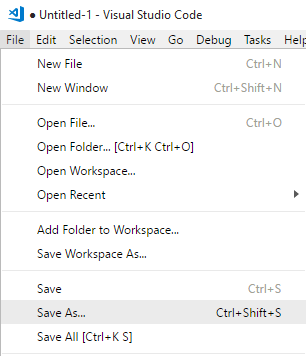 ● Untitled-1 - Visual Studio Code
File Edit Selection View Go Debug Tasks Help
New File Ctrl+N
New Window Ctrl+Shift+N
Open File... Ctrl+O
Open Folder... [Ctrl+K Ctrl+O]
Open Workspace...
Open Recent
Add Folder to Workspace...
Save Workspace As...
Save Ctrl+S
Save As... Ctrl+Shift+S
Save All [Ctrl+K S]